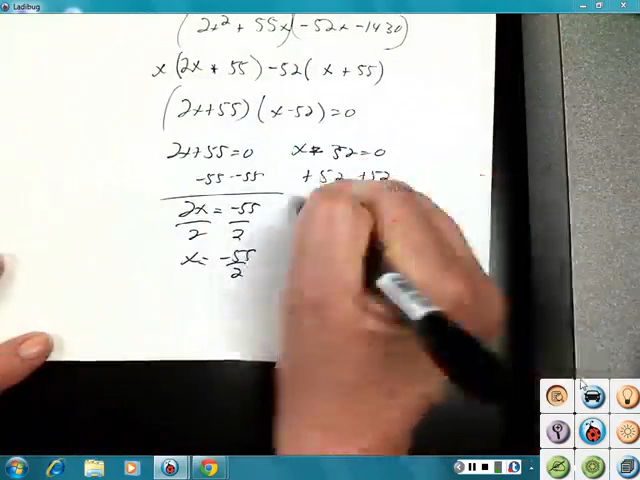 Ladibug
(2x² + 55x)(-52x -1430)
x (2x + 55) -52( x +55)
(2x+55) (x-52)=0
2x+55=0 x - 52=0
-55 -55 +52 +52
2x = -55
2 2
x= -55
2